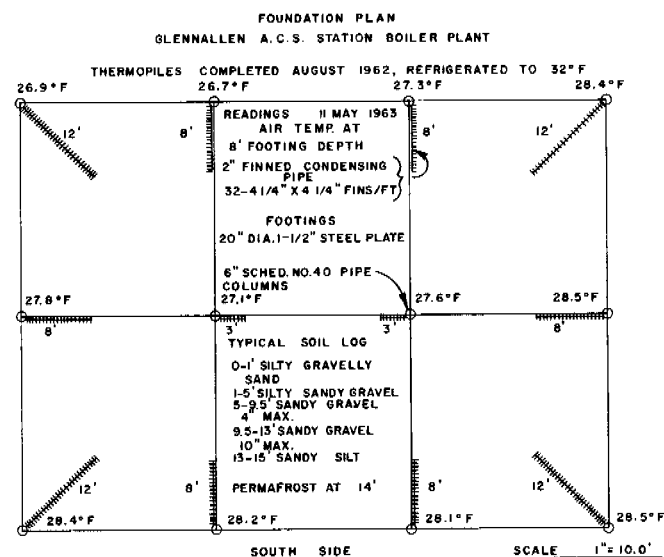 FOUNDATION PLAN
GLENNALLEN A.C.S. STATION BOILER PLANT
THERMOPILES COMPLETED AUGUST 1962, REFRIGERATED TO 32°F
26.9°F 26.7°F 27.3°F 28.4°F
12' 8' 8' 12'
READINGS 11 MAY 1963
AIR TEMP. AT
8' FOOTING DEPTH
2" FINNED CONDENSING
PIPE
32-4 1/4" X 4 1/4" FINS/FT
FOOTINGS
20" DIA. 1-1/2" STEEL PLATE
6" SCHED. NO. 40 PIPE
COLUMNS
27.8°F 27.1°F 27.6°F 28.5°F
8' 3' 3' 8'
TYPICAL SOIL LOG
0-1' SILTY GRAVELLY
SAND
1-5' SILTY SANDY GRAVEL
5-9.5' SANDY GRAVEL
4" MAX.
9.5-13' SANDY GRAVEL
10" MAX.
13-15' SANDY SILT
PERMAFROST AT 14'
12' 8' 8' 12'
28.4°F 28.2°F 28.1°F 28.5°F
SOUTH SIDE SCALE 1"=10.0'